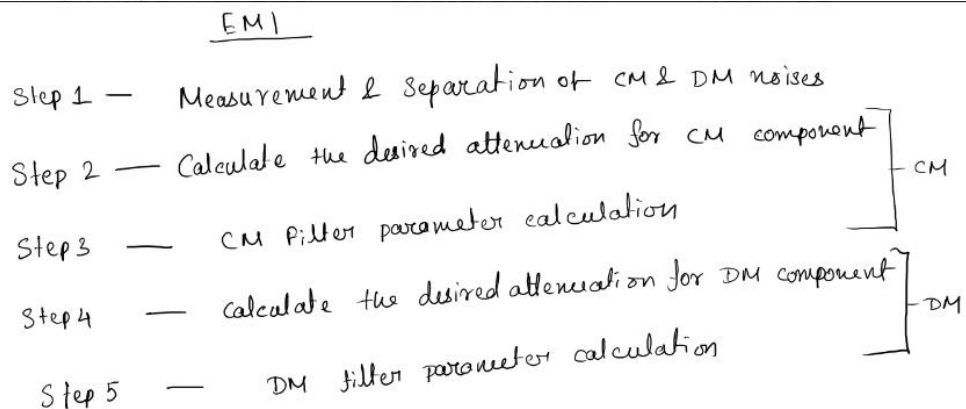 EMI
Step 1 — Measurement & Separation of CM & DM noises
Step 2 — Calculate the desired attenuation for CM component
CM
Step 3 — CM Filter parameter calculation
Step 4 — Calculate the desired attenuation for DM component
DM
Step 5 — DM filter parameter calculation